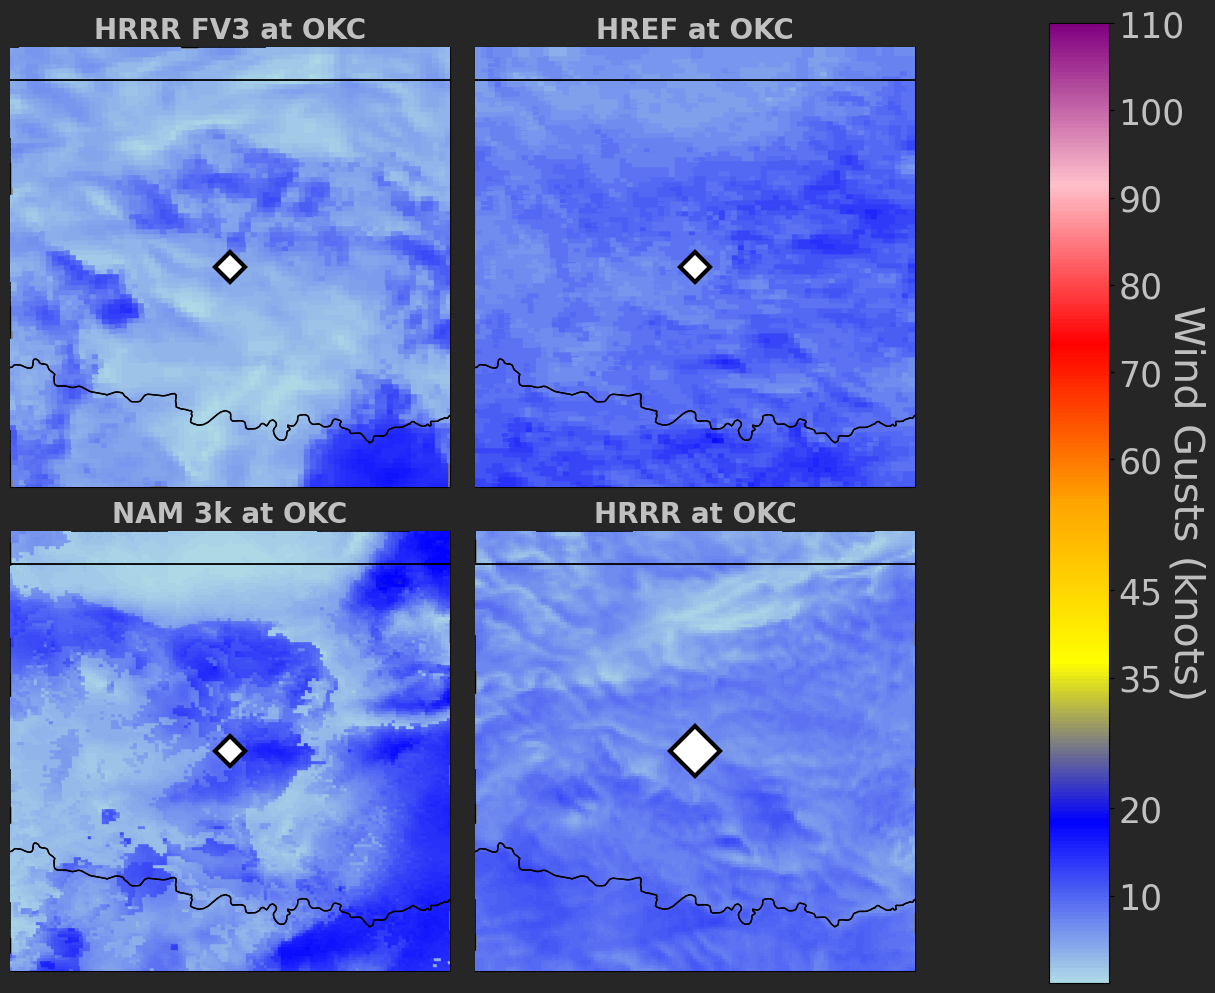 HRRR FV3 at OKC
HREF at OKC
NAM 3k at OKC
HRRR at OKC
110
100
90
80
70
60
45
35
20
10
Wind Gusts (knots)